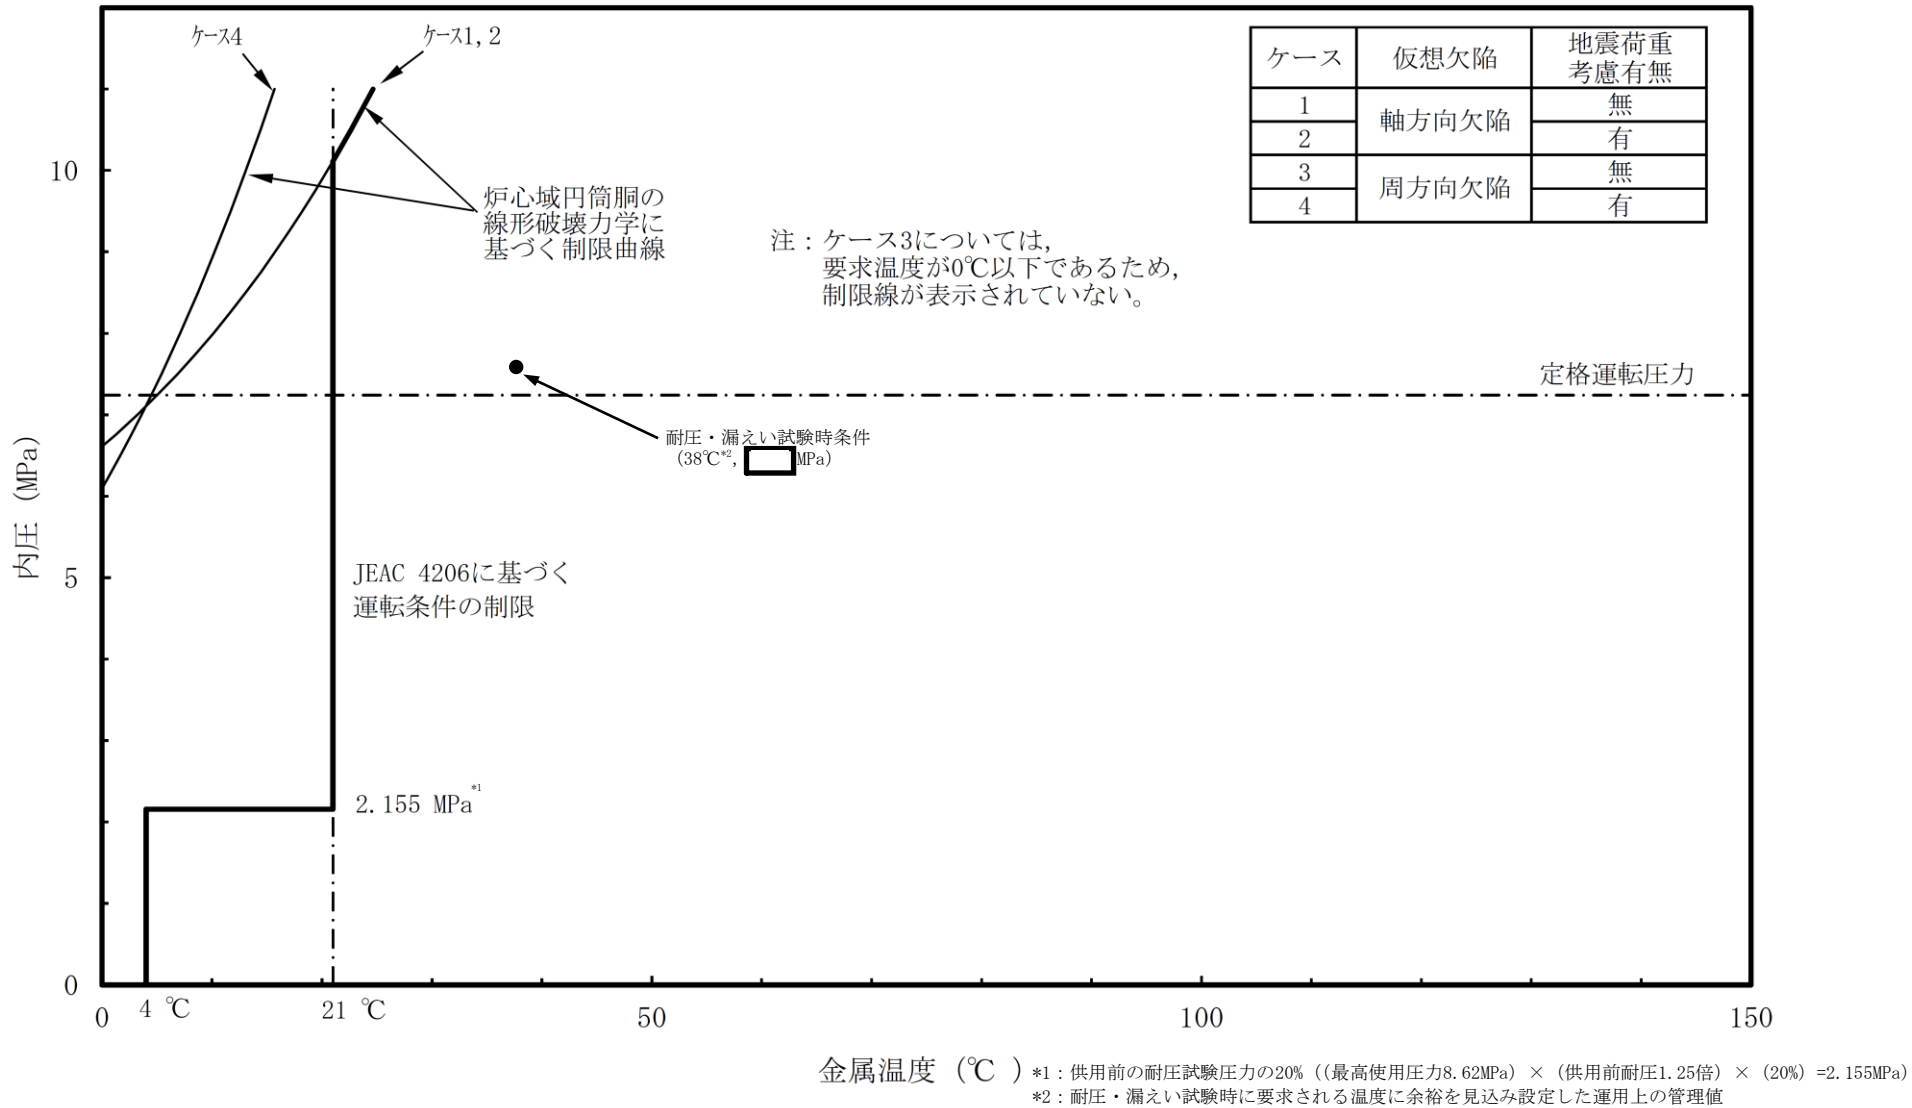 ケース4
ケース1,2
ケース
仮想欠陥
地震荷重
考慮有無
1
軸方向欠陥
無
2
有
3
周方向欠陥
無
4
有
10
炉心域円筒胴の
線形破壊力学に
基づく制限曲線
注：ケース3については,
要求温度が0℃以下であるため,
制限線が表示されていない。
定格運転圧力
耐圧・漏えい試験時条件
(38℃*2, MPa)
内圧 (MPa)
5
JEAC 4206に基づく
運転条件の制限
2.155 MPa*1
0
0
4 ℃
21 ℃
50
100
150
金属温度 (℃ )
*1：供用前の耐圧試験圧力の20% ((最高使用圧力8.62MPa) × (供用前耐圧1.25倍) × (20%) =2.155MPa)
*2：耐圧・漏えい試験時に要求される温度に余裕を見込み設定した運用上の管理値